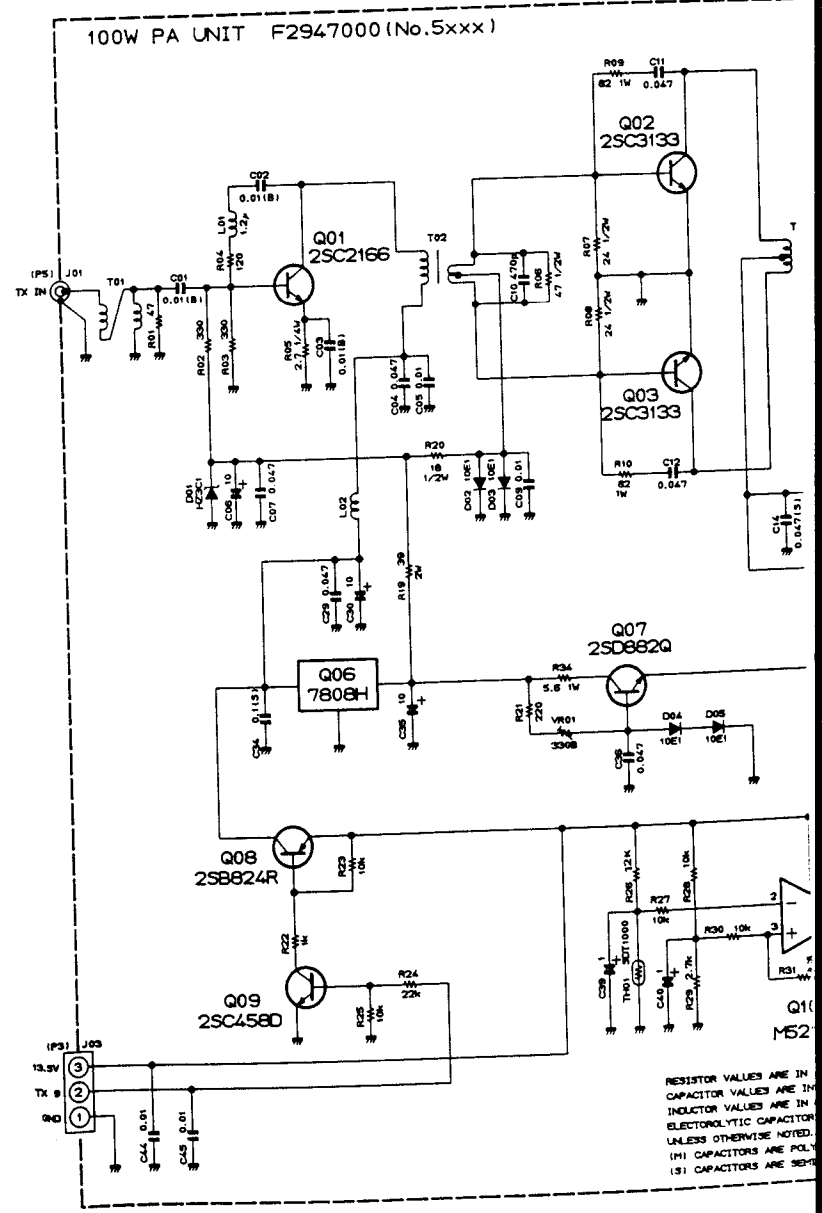 100W PA UNIT F2947000(No.5xxx)
R09
82 1W
C11
0.047
Q02
2SC3133
C02
0.01(B)
L01
1.2μ
R04
120
Q01
2SC2166
T02
C10 470p
R06
47 1/2W
R07
24 1/2W
R08
24 1/2W
T
(P5) J01
TX IN
T01
R01 47
C01
0.01(B)
R02 330
R03 330
R05
2.7 1/4W
C03
0.01(B)
C04 0.047
C05 0.01
Q03
2SC3133
R10
82
1W
C12
0.047
D01
HZ3C1
C06 10
+
C07 0.047
L02
R20
18
1/2W
D02 10E1
D03 10E1
C09 0.01
C14
0.047(S)
C29 0.047
C30 10
+
R19 39
2W
Q06
7808H
C34 0.1(S)
C35 10
+
Q07
2SD882Q
R34
5.6 1W
R21
220
VR01
330B
C36
0.047
D04
10E1
D05
10E1
Q08
2SB824R
R23
10k
R22
1k
Q09
2SC458D
R24
22k
R25
10k
R26 12K
R28 10k
R27
10k
R30 10k
2
3
C39 1
+
TH01 SDT1000
C40 1
+
R29 2.7k
R31
Q1
M52
(P3) J03
13.5V 3
TX 9 2
GND 1
C44 0.01
C45 0.01
RESISTOR VALUES ARE IN
CAPACITOR VALUES ARE IN
INDUCTOR VALUES ARE IN
ELECTOROLYTIC CAPACITOR
UNLESS OTHERWISE NOTED.
(M) CAPACITORS ARE POLY
(S) CAPACITORS ARE SEMI